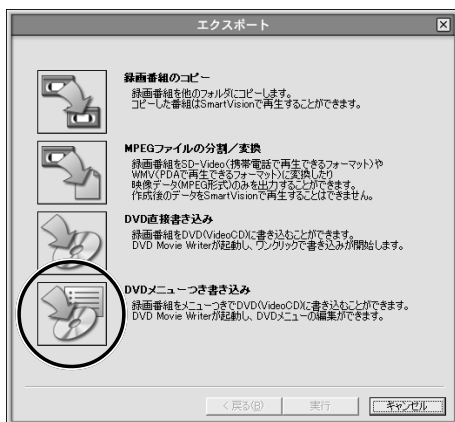 エクスポート
録画番組のコピー
録画番組を他のフォルダにコピーします。
コピーした番組はSmartVisionで再生することができます。
MPEGファイルの分割／変換
録画番組をSD-Video(携帯電話で再生できるフォーマット)や
WMV(PDAで再生できるフォーマット)に変換したり
映像データ(MPEG形式)のみを出力することができます。
作成後のデータをSmartVisionで再生することはできません。
DVD直接書き込み
録画番組をDVD(VideoCD)に書き込むことができます。
DVD Movie Writerが起動し、ワンクリックで書き込みが開始します。
DVDメニューつき書き込み
録画番組をメニューつきでDVD(VideoCD)に書き込むことができます。
DVD Movie Writerが起動し、DVDメニューの編集ができます。
< 戻る(B) 実行 キャンセル